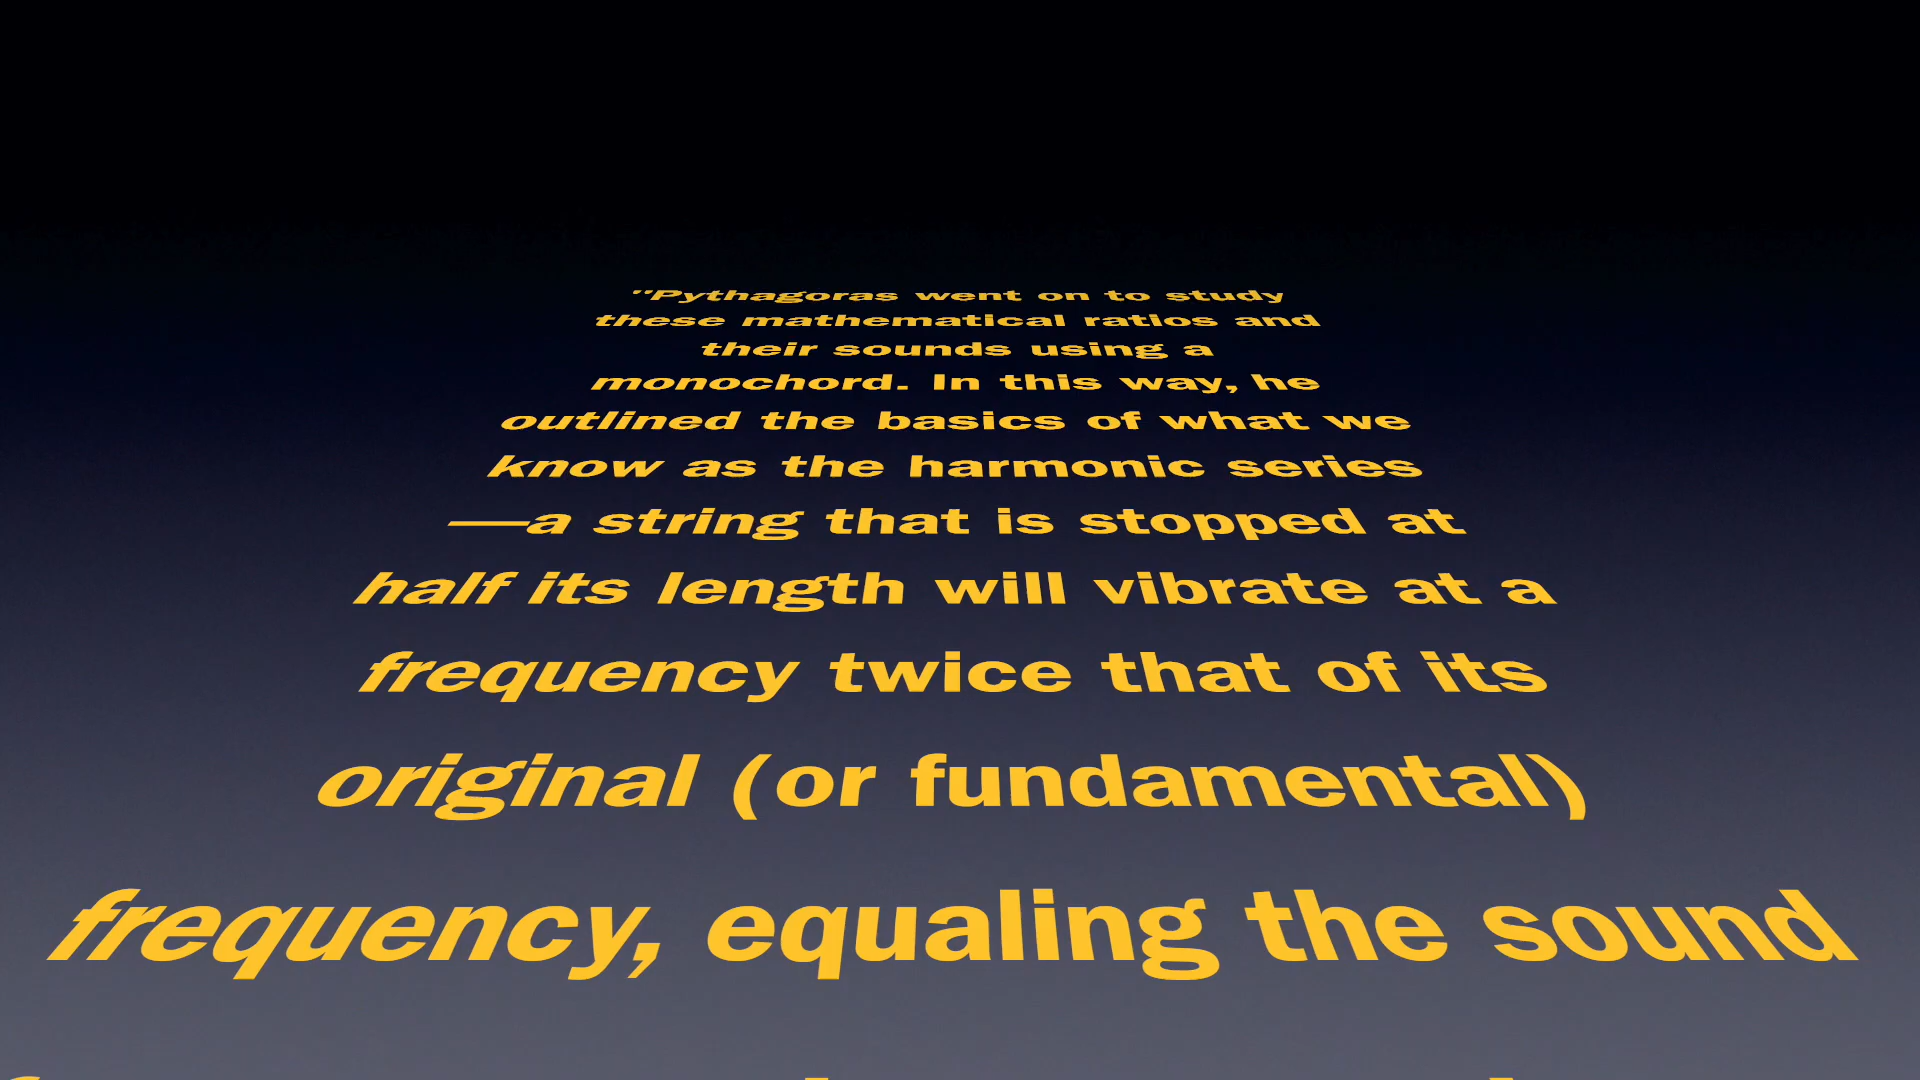 "Pythagoras went on to study
these mathematical ratios and
their sounds using a
monochord. In this way, he
outlined the basics of what we
know as the harmonic series
—a string that is stopped at
half its length will vibrate at a
frequency twice that of its
original (or fundamental)
frequency, equaling the sound